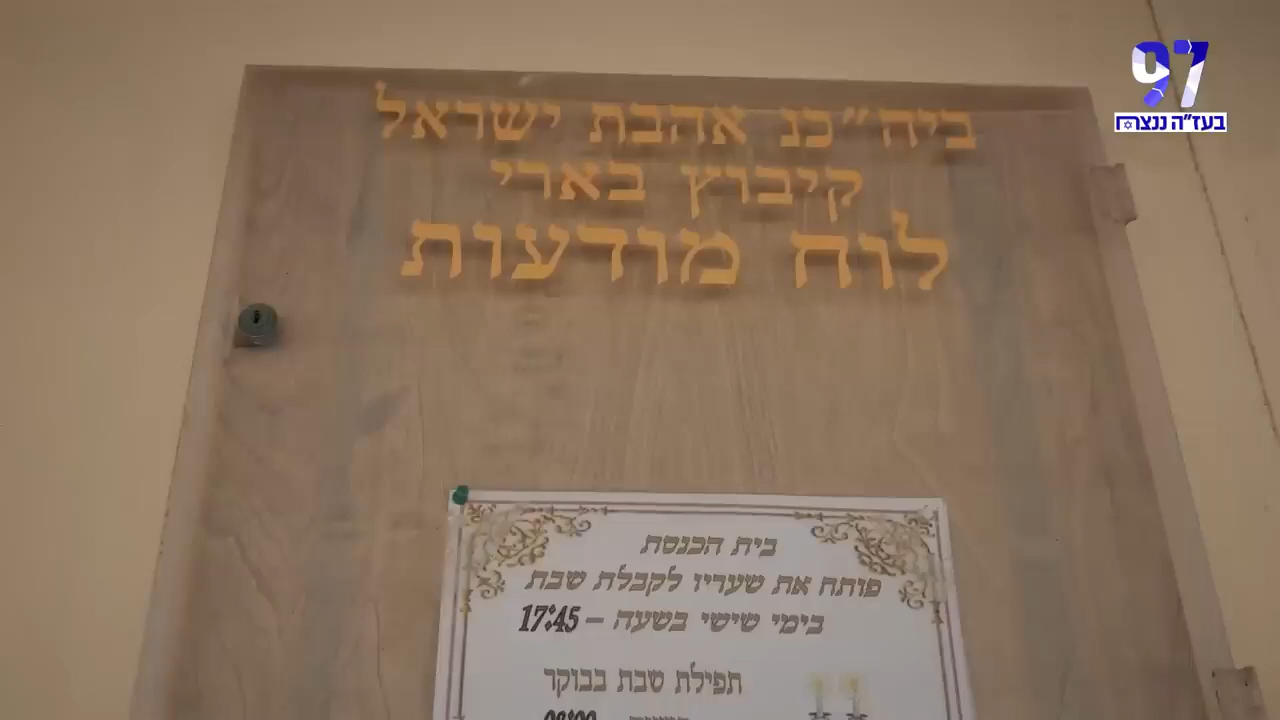 ביה״כנ אהבת ישראל
קיבוץ בארי
לוח מודעות
בית הכנסת
פותח את שעריו לקבלת שבת
בימי שישי בשעה – 17:45
תפילת שבת בבוקר
97
בעז"ה ננצח